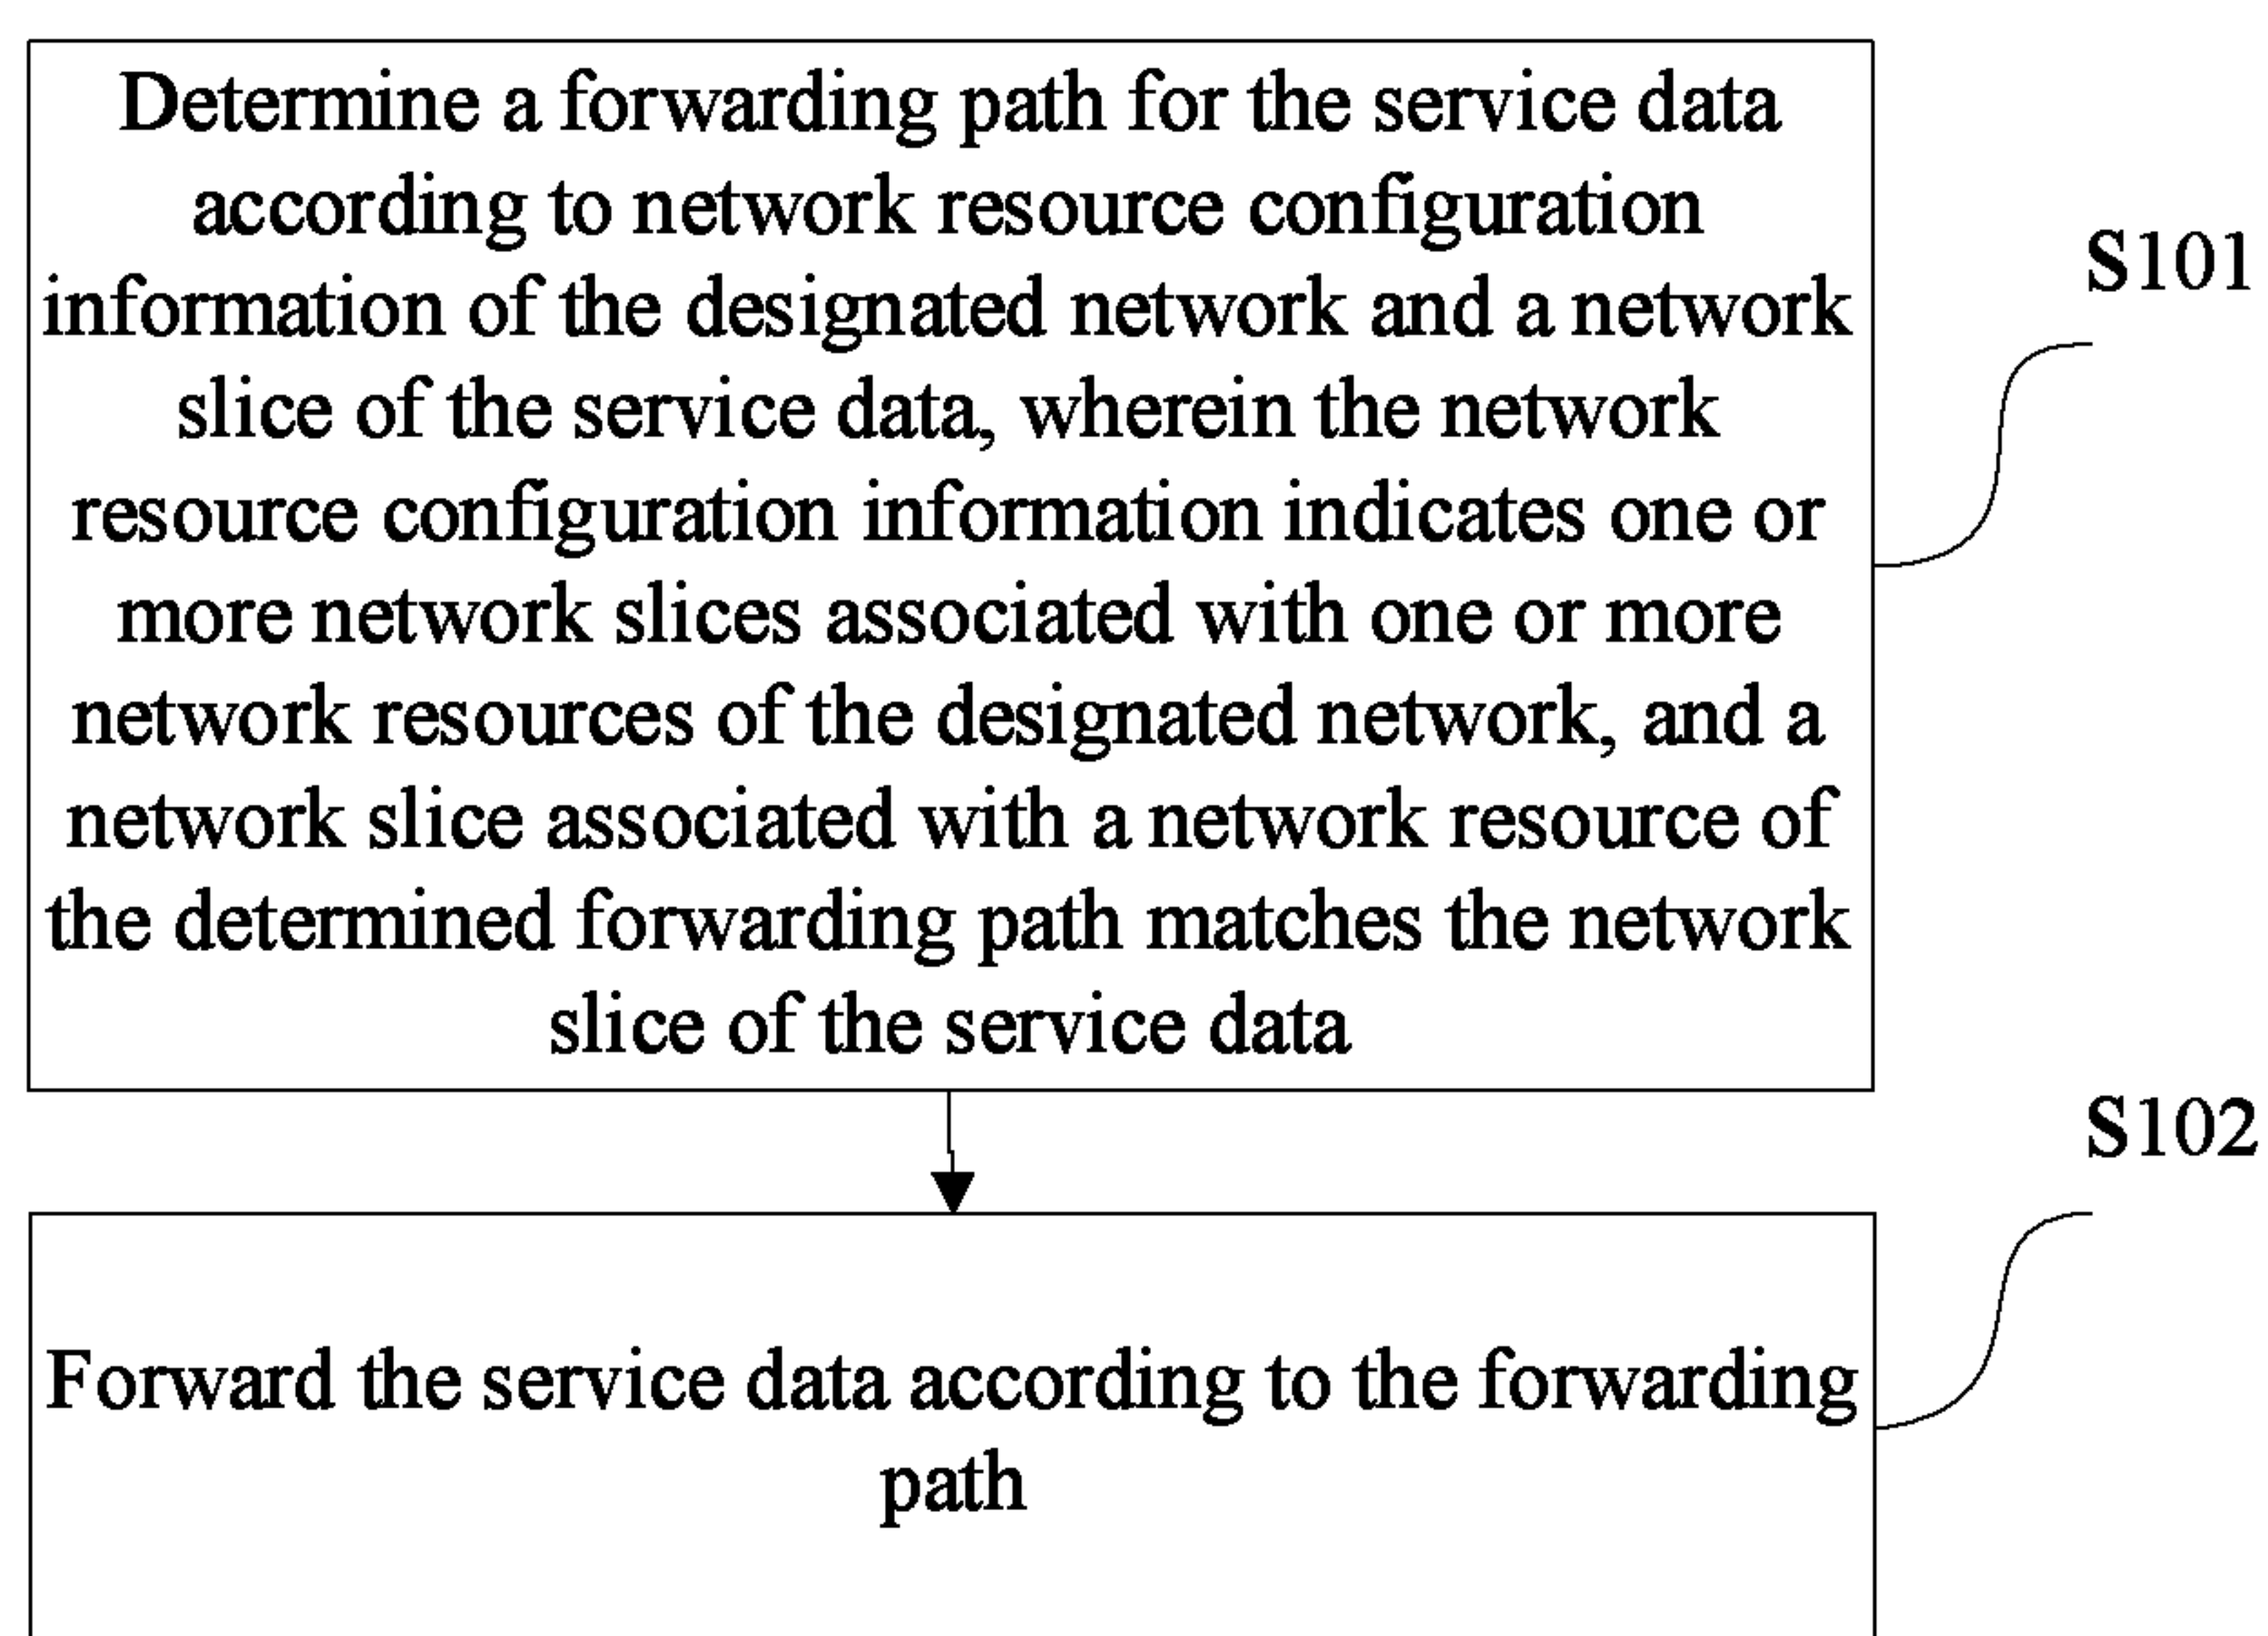 Determine a forwarding path for the service data
according to network resource configuration
information of the designated network and a network
slice of the service data, wherein the network
resource configuration information indicates one or
more network slices associated with one or more
network resources of the designated network, and a
network slice associated with a network resource of
the determined forwarding path matches the network
slice of the service data
S101
Forward the service data according to the forwarding
path
S102